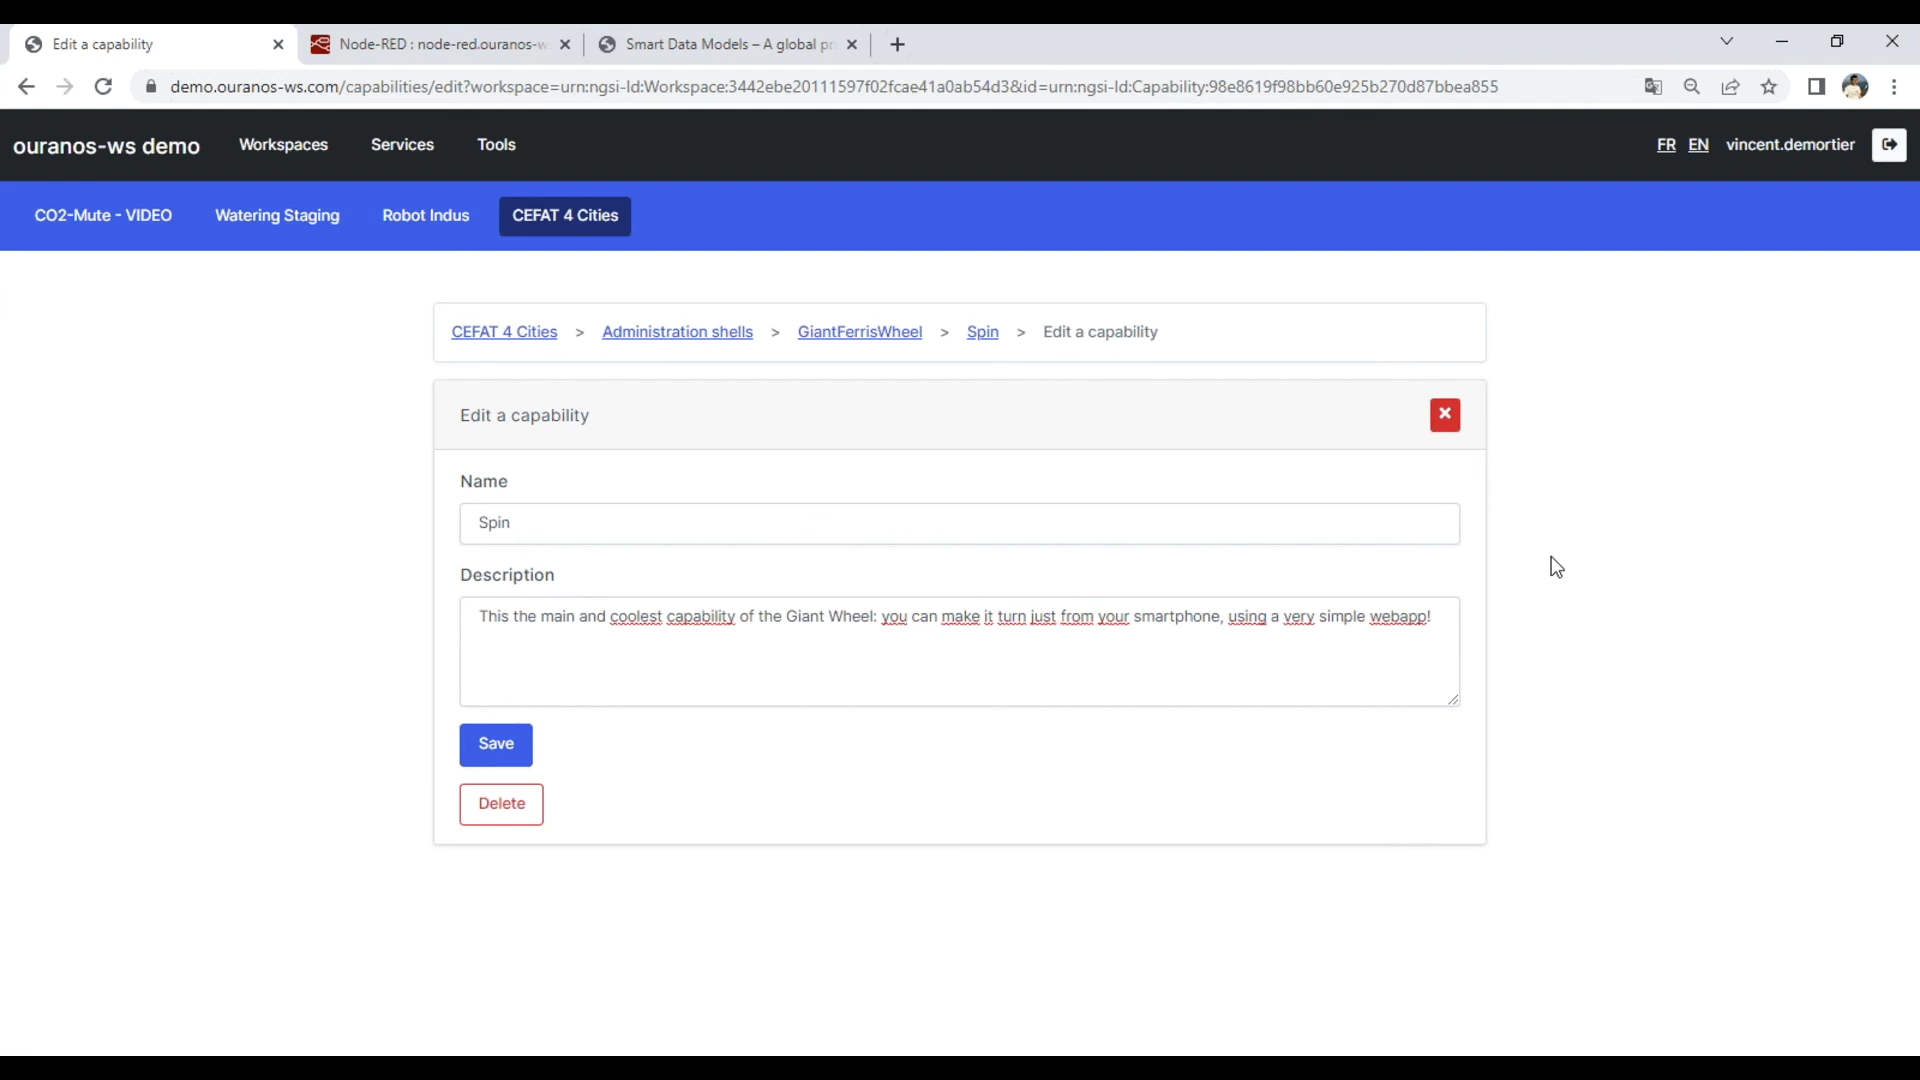 Edit a capability
Node-RED : node-red.ouranos-w
Smart Data Models – A global pr
demo.ouranos-ws.com/capabilities/edit?workspace=urn:ngsi-ld:Workspace:3442ebe20111597f02fcae41a0ab54d3&id=urn:ngsi-ld:Capability:98e8619f98bb60e925b270d87bbea855
ouranos-ws demo Workspaces Services Tools FR EN vincent.demortier
CO2-Mute - VIDEO Watering Staging Robot Indus CEFAT 4 Cities
CEFAT 4 Cities > Administration shells > GiantFerrisWheel > Spin > Edit a capability
Edit a capability
Name
Spin
Description
This the main and coolest capability of the Giant Wheel: you can make it turn just from your smartphone, using a very simple webapp!
Save
Delete